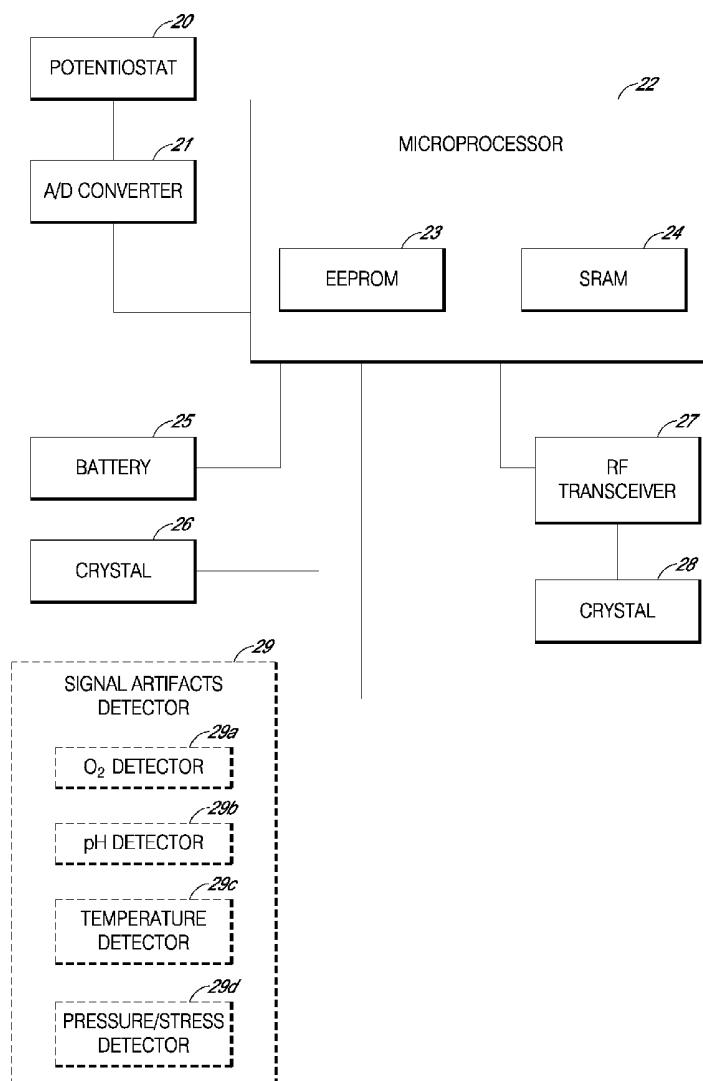 20
POTENTIOSTAT
22
MICROPROCESSOR
21
A/D CONVERTER
23
EEPROM
24
SRAM
25
BATTERY
27
RF
TRANSCEIVER
26
CRYSTAL
28
CRYSTAL
29
SIGNAL ARTIFACTS
DETECTOR
29a
O₂ DETECTOR
29b
pH DETECTOR
29c
TEMPERATURE
DETECTOR
29d
PRESSURE/STRESS
DETECTOR